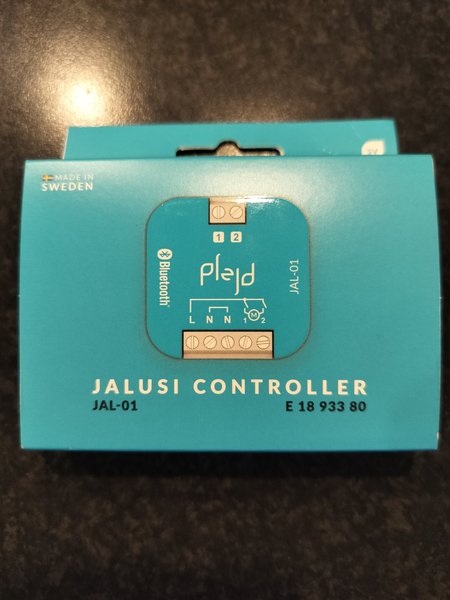 MADE IN
SWEDEN
1 2
Bluetooth®
plejd
JAL-01
L N N 1 M 2
JALUSI CONTROLLER
JAL-01 E 18 933 80